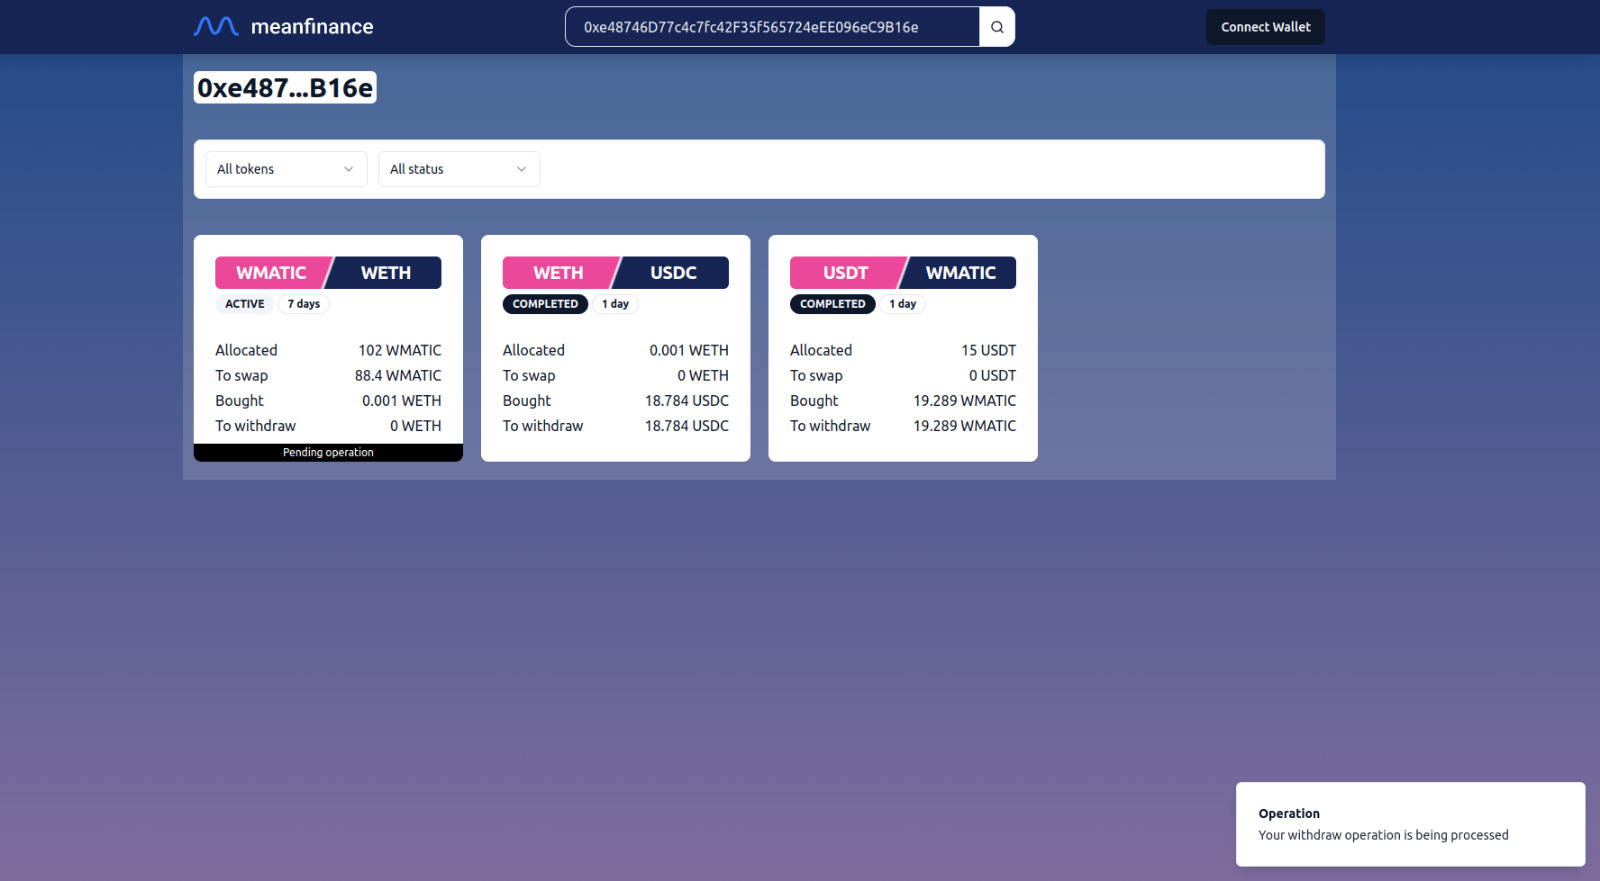 meanfinance
0xe48746D77c4c7fc42F35f565724eEE096eC9B16e
Connect Wallet
0xe487...B16e
All tokens
All status
WMATIC WETH
ACTIVE 7 days
Allocated 102 WMATIC
To swap 88.4 WMATIC
Bought 0.001 WETH
To withdraw 0 WETH
Pending operation
WETH USDC
COMPLETED 1 day
Allocated 0.001 WETH
To swap 0 WETH
Bought 18.784 USDC
To withdraw 18.784 USDC
USDT WMATIC
COMPLETED 1 day
Allocated 15 USDT
To swap 0 USDT
Bought 19.289 WMATIC
To withdraw 19.289 WMATIC
Operation
Your withdraw operation is being processed